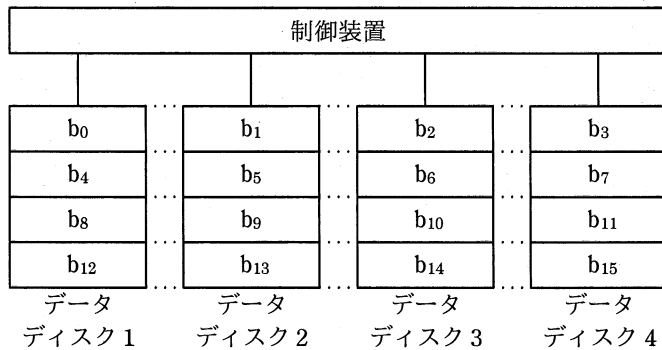 制御装置
b₀ ... b₁ ... b₂ ... b₃
b₄ ... b₅ ... b₆ ... b₇
b₈ ... b₉ ... b₁₀ ... b₁₁
b₁₂ ... b₁₃ ... b₁₄ ... b₁₅
データ データ データ データ
ディスク1 ディスク2 ディスク3 ディスク4